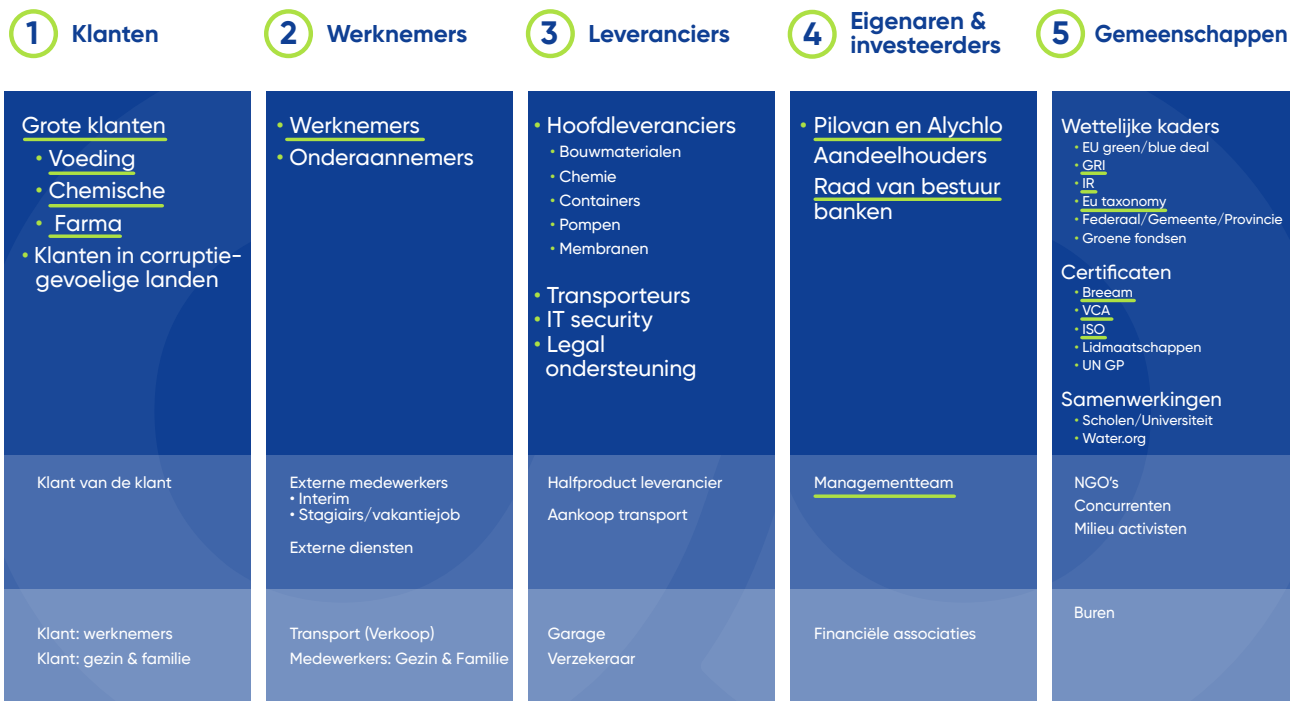 1 Klanten
Grote klanten
• Voeding
• Chemische
• Farma
• Klanten in corruptie-
gevoelige landen
Klant van de klant
Klant: werknemers
Klant: gezin & familie
2 Werknemers
• Werknemers
• Onderaannemers
Externe medewerkers
• Interim
• Stagiairs/vakantiejob
Externe diensten
Transport (Verkoop)
Medewerkers: Gezin & Familie
3 Leveranciers
• Hoofdleveranciers
• Bouwmaterialen
• Chemie
• Containers
• Pompen
• Membranen
• Transporteurs
• IT security
• Legal
ondersteuning
Halfproduct leverancier
Aankoop transport
Garage
Verzekeraar
4 Eigenaren &
investeerders
• Pilovan en Alychlo
Aandeelhouders
Raad van bestuur
banken
Managementteam
Financiële associaties
5 Gemeenschappen
Wettelijke kaders
• EU green/blue deal
• GRI
• IR
• Eu taxonomy
• Federaal/Gemeente/Provincie
• Groene fondsen
Certificaten
• Breeam
• VCA
• ISO
• Lidmaatschappen
• UN GP
Samenwerkingen
• Scholen/Universiteit
• Water.org
NGO's
Concurrenten
Milieu activisten
Buren